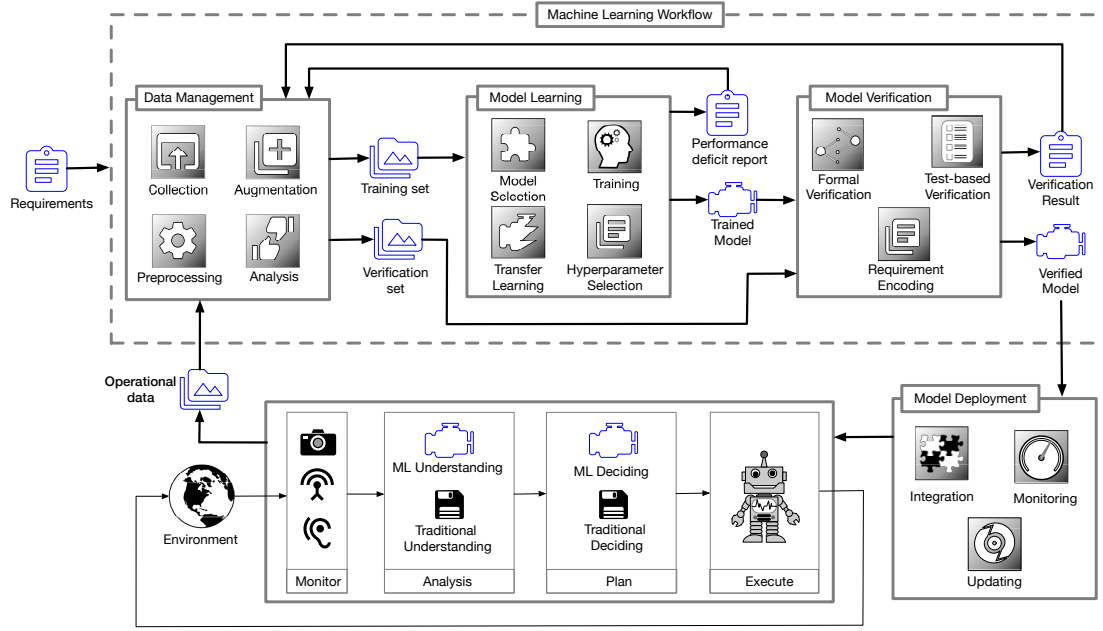 Machine Learning Workflow
Data Management
Model Learning
Model Verification
Collection
Augmentation
Preprocessing
Analysis
Requirements
Training set
Verification
set
Model
Selection
Training
Transfer
Learning
Hyperparameter
Selection
Performance
deficit report
Trained
Model
Formal
Verification
Test-based
Verification
Requirement
Encoding
Verification
Result
Verified
Model
Operational
data
Model Deployment
Integration
Monitoring
Updating
Environment
ML Understanding
Traditional
Understanding
ML Deciding
Traditional
Deciding
Monitor
Analysis
Plan
Execute